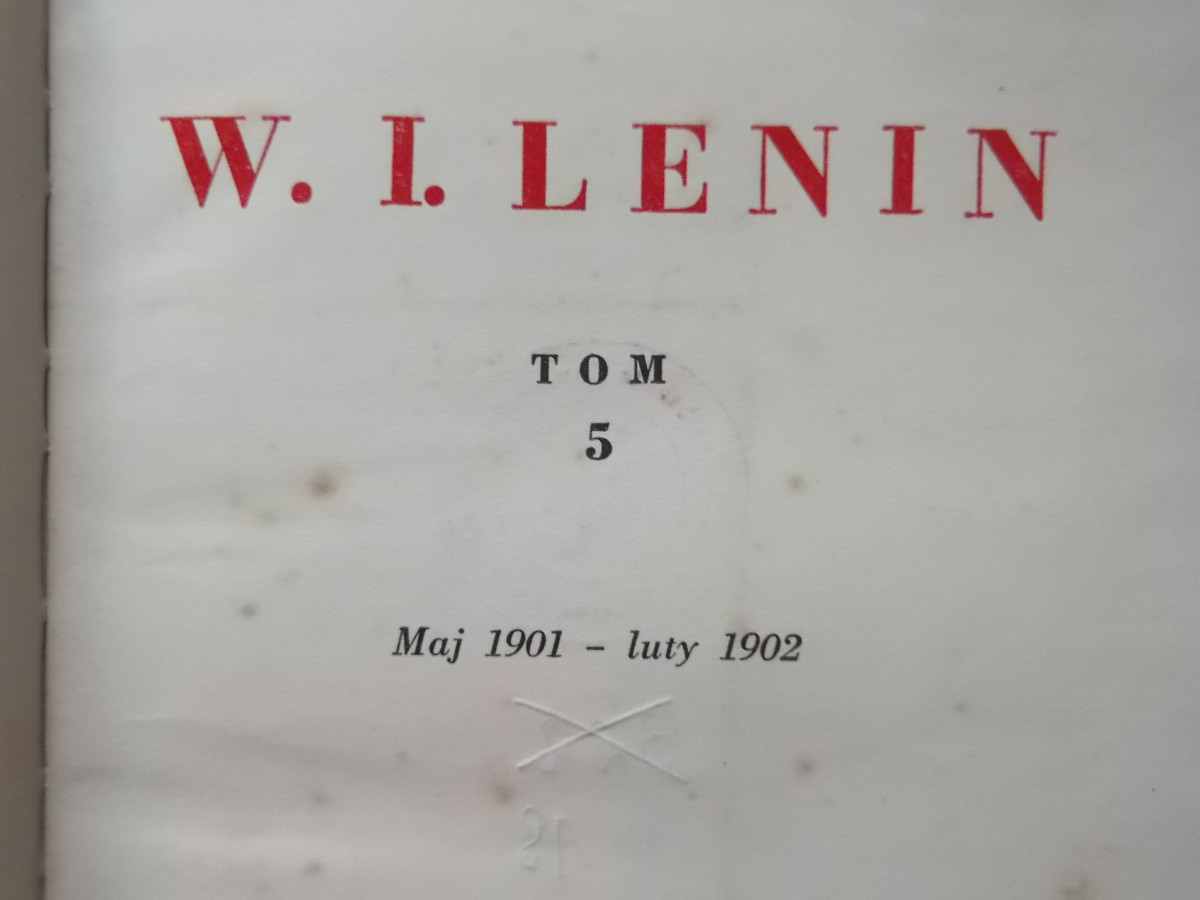 W. I. LENIN
TOM
5
Maj 1901 – luty 1902